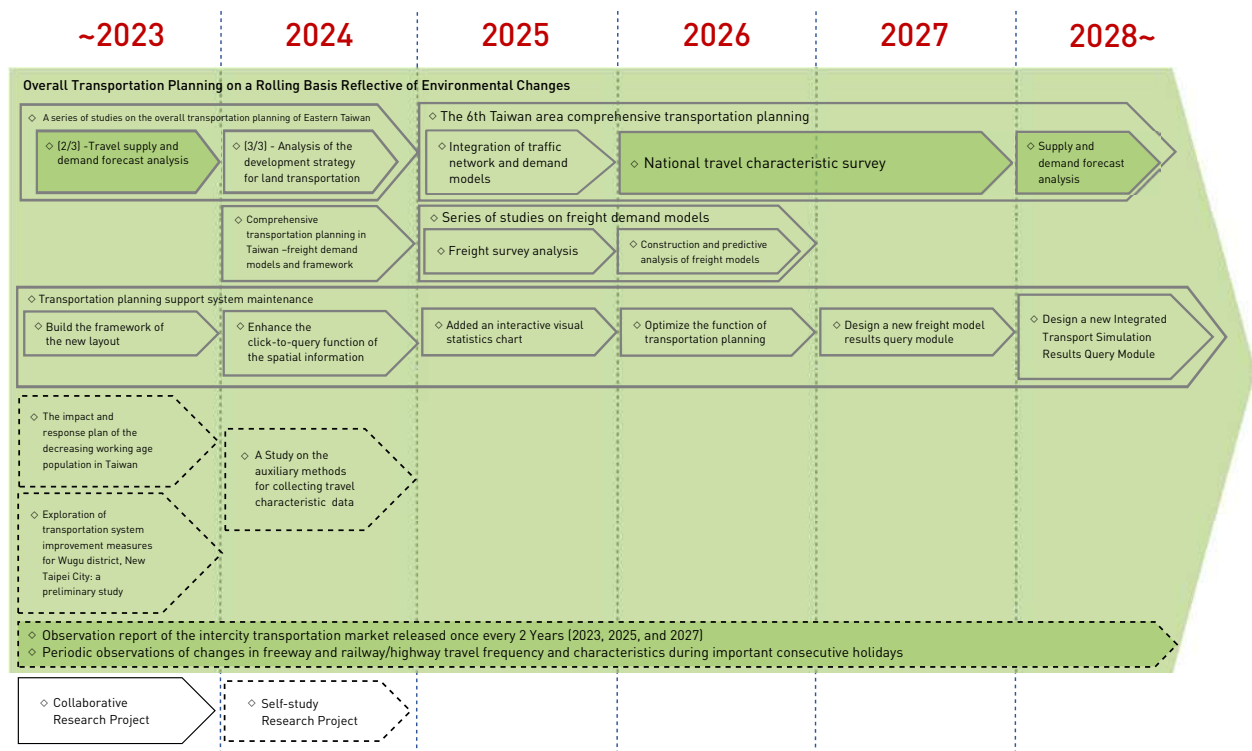 ~2023
2024
2025
2026
2027
2028~
Overall Transportation Planning on a Rolling Basis Reflective of Environmental Changes
◇ A series of studies on the overall transportation planning of Eastern Taiwan
◇ (2/3) -Travel supply and
demand forecast analysis
◇ (3/3) - Analysis of the
development strategy
for land transportation
◇ The 6th Taiwan area comprehensive transportation planning
◇ Integration of traffic
network and demand
models
◇ National travel characteristic survey
◇ Supply and
demand forecast
analysis
◇ Comprehensive
transportation planning in
Taiwan –freight demand
models and framework
◇ Series of studies on freight demand models
◇ Freight survey analysis
◇ Construction and predictive
analysis of freight models
◇ Transportation planning support system maintenance
◇ Build the framework of
the new layout
◇ Enhance the
click-to-query function of
the spatial information
◇ Added an interactive visual
statistics chart
◇ Optimize the function of
transportation planning
◇ Design a new freight model
results query module
◇ Design a new Integrated
Transport Simulation
Results Query Module
◇ The impact and
response plan of the
decreasing working age
population in Taiwan
◇ A Study on the
auxiliary methods
for collecting travel
characteristic data
◇ Exploration of
transportation system
improvement measures
for Wugu district, New
Taipei City: a
preliminary study
◇ Observation report of the intercity transportation market released once every 2 Years (2023, 2025, and 2027)
◇ Periodic observations of changes in freeway and railway/highway travel frequency and characteristics during important consecutive holidays
◇ Collaborative
Research Project
◇ Self-study
Research Project